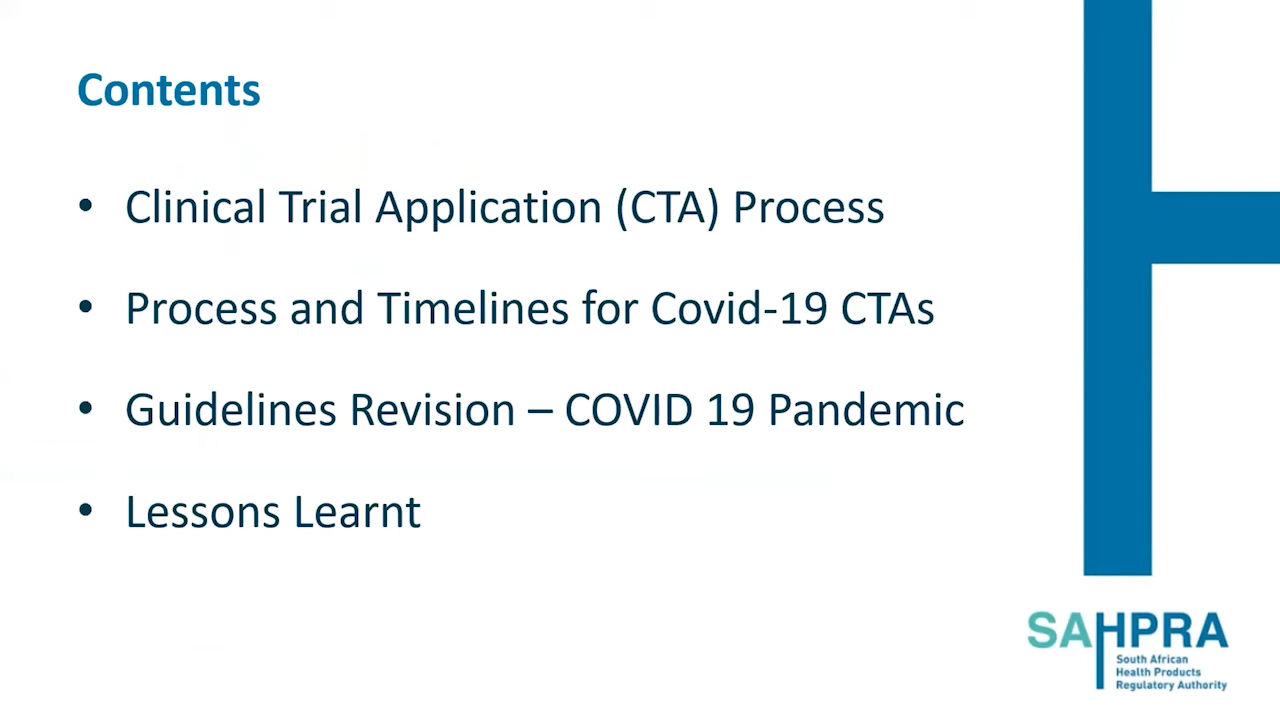 Contents
• Clinical Trial Application (CTA) Process
• Process and Timelines for Covid-19 CTAs
• Guidelines Revision – COVID 19 Pandemic
• Lessons Learnt
SAHPRA
South African
Health Products
Regulatory Authority